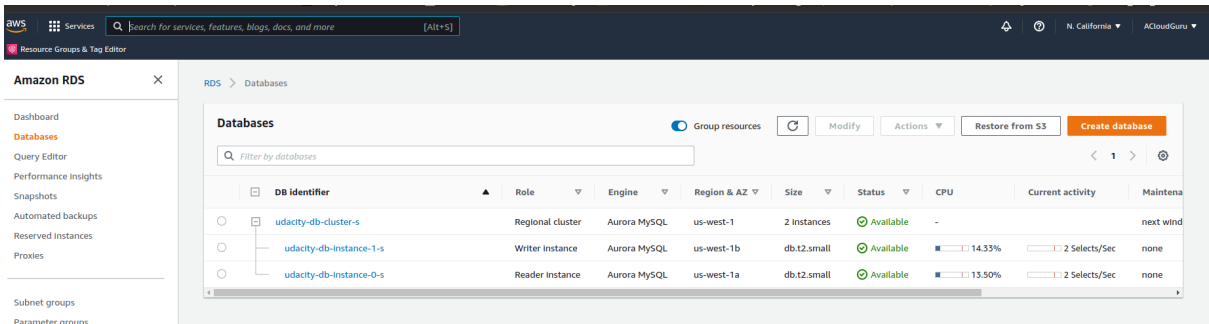 aws Services Search for services, features, blogs, docs, and more [Alt+S] N. California ACloudGuru
Resource Groups & Tag Editor
Amazon RDS
Dashboard
Databases
Query Editor
Performance insights
Snapshots
Automated backups
Reserved instances
Proxies
Subnet groups
Parameter groups
RDS > Databases
Databases Group resources Modify Actions Restore from S3 Create database
Filter by databases 1
DB identifier Role Engine Region & AZ Size Status CPU Current activity Maintena
udacity-db-cluster-s Regional cluster Aurora MySQL us-west-1 2 instances Available - next wind
udacity-db-instance-1-s Writer instance Aurora MySQL us-west-1b db.t2.small Available 14.33% 2 Selects/Sec none
udacity-db-instance-0-s Reader instance Aurora MySQL us-west-1a db.t2.small Available 13.50% 2 Selects/Sec none